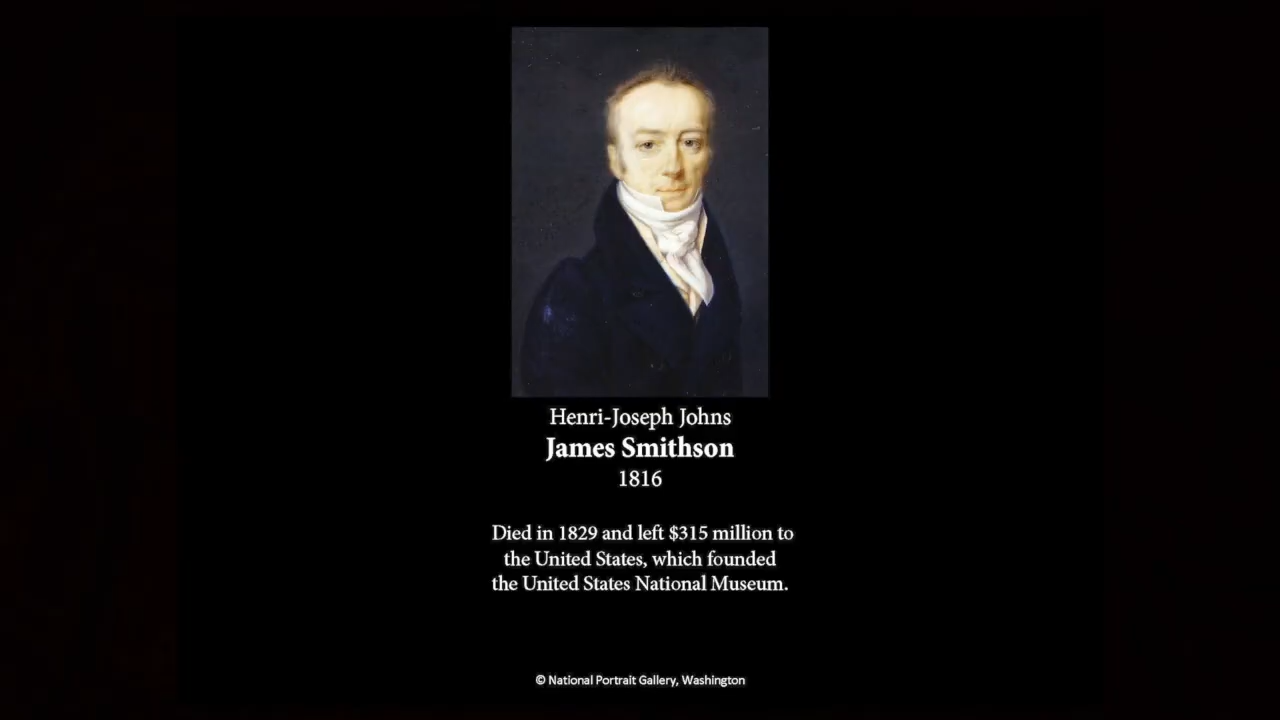 Henri-Joseph Johns
James Smithson
1816
Died in 1829 and left $315 million to
the United States, which founded
the United States National Museum.
© National Portrait Gallery, Washington